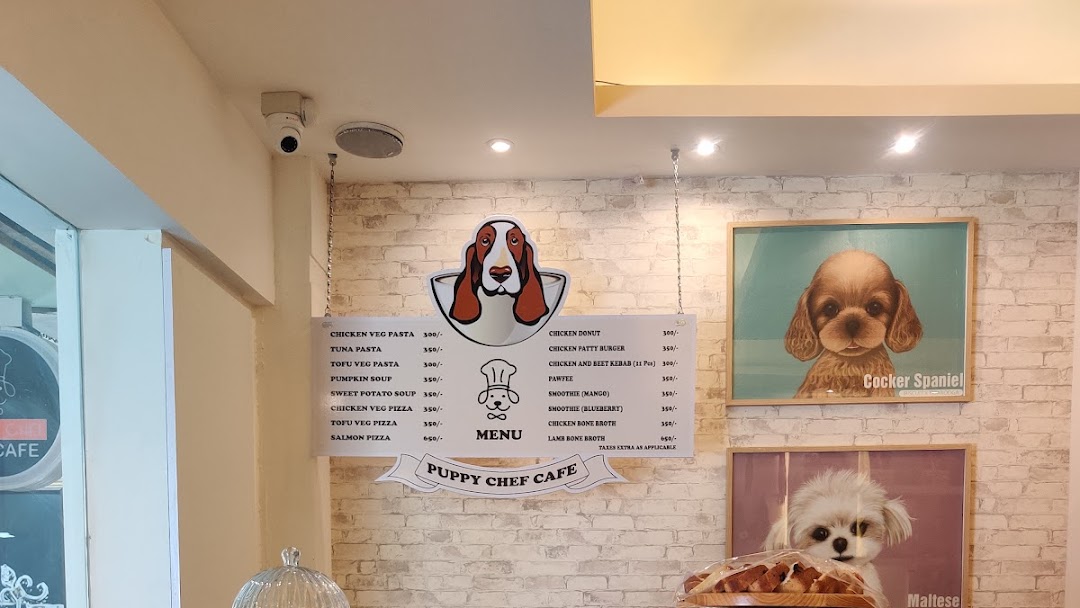 CHICKEN VEG PASTA 300/-
TUNA PASTA 350/-
TOFU VEG PASTA 300/-
PUMPKIN SOUP 350/-
SWEET POTATO SOUP 350/-
CHICKEN VEG PIZZA 350/-
TOFU VEG PIZZA 350/-
SALMON PIZZA 650/-
MENU
CHICKEN DONUT 300/-
CHICKEN PATTY BURGER 350/-
CHICKEN AND BEET KEBAB (11 Pcs) 300/-
PAWFEE 350/-
SMOOTHIE (MANGO) 350/-
SMOOTHIE (BLUEBERRY) 350/-
CHICKEN BONE BROTH 350/-
LAMB BONE BROTH 650/-
TAXES EXTRA AS APPLICABLE
PUPPY CHEF CAFE
Cocker Spaniel
Maltese
CAFE